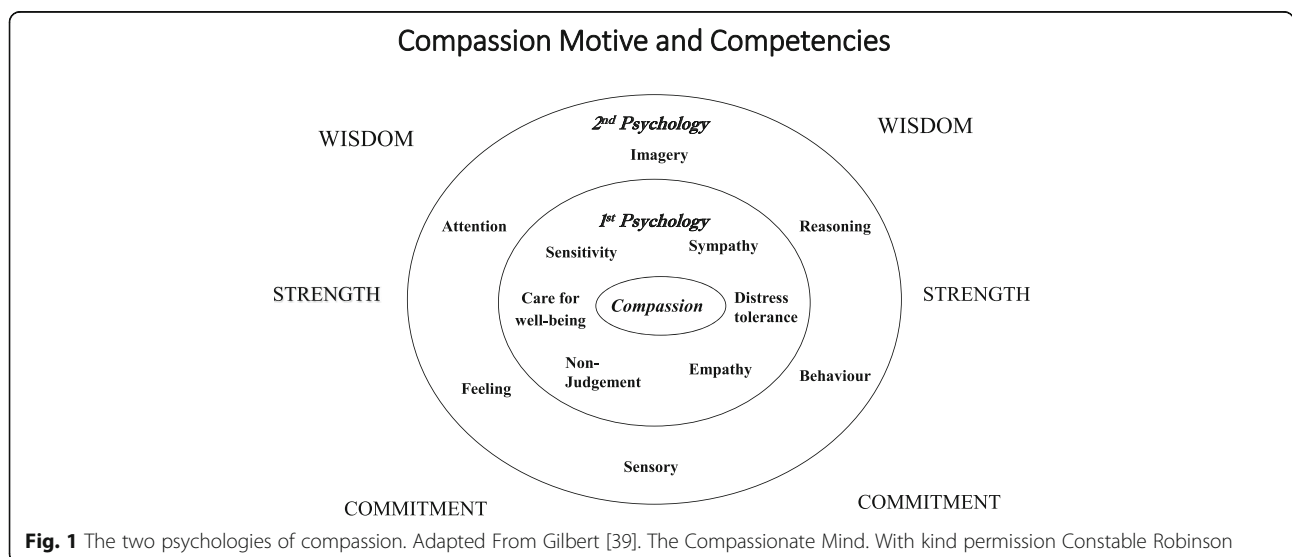 Compassion Motive and Competencies
WISDOM
WISDOM
2nd Psychology
Imagery
Attention
1st Psychology
Reasoning
Sensitivity
Sympathy
STRENGTH
Care for
well-being
Compassion
Distress
tolerance
STRENGTH
Non-
Judgement
Empathy
Feeling
Behaviour
Sensory
COMMITMENT
COMMITMENT
Fig. 1 The two psychologies of compassion. Adapted From Gilbert [39]. The Compassionate Mind. With kind permission Constable Robinson